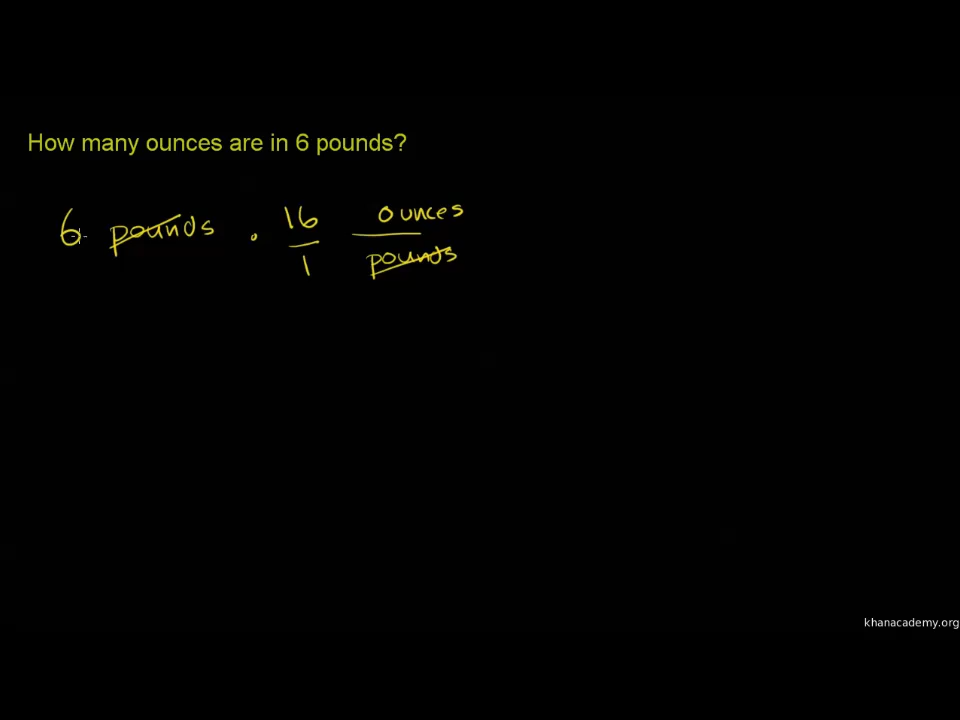 How many ounces are in 6 pounds?
6 pounds . 16/1 ounces/pounds
khanacademy.org